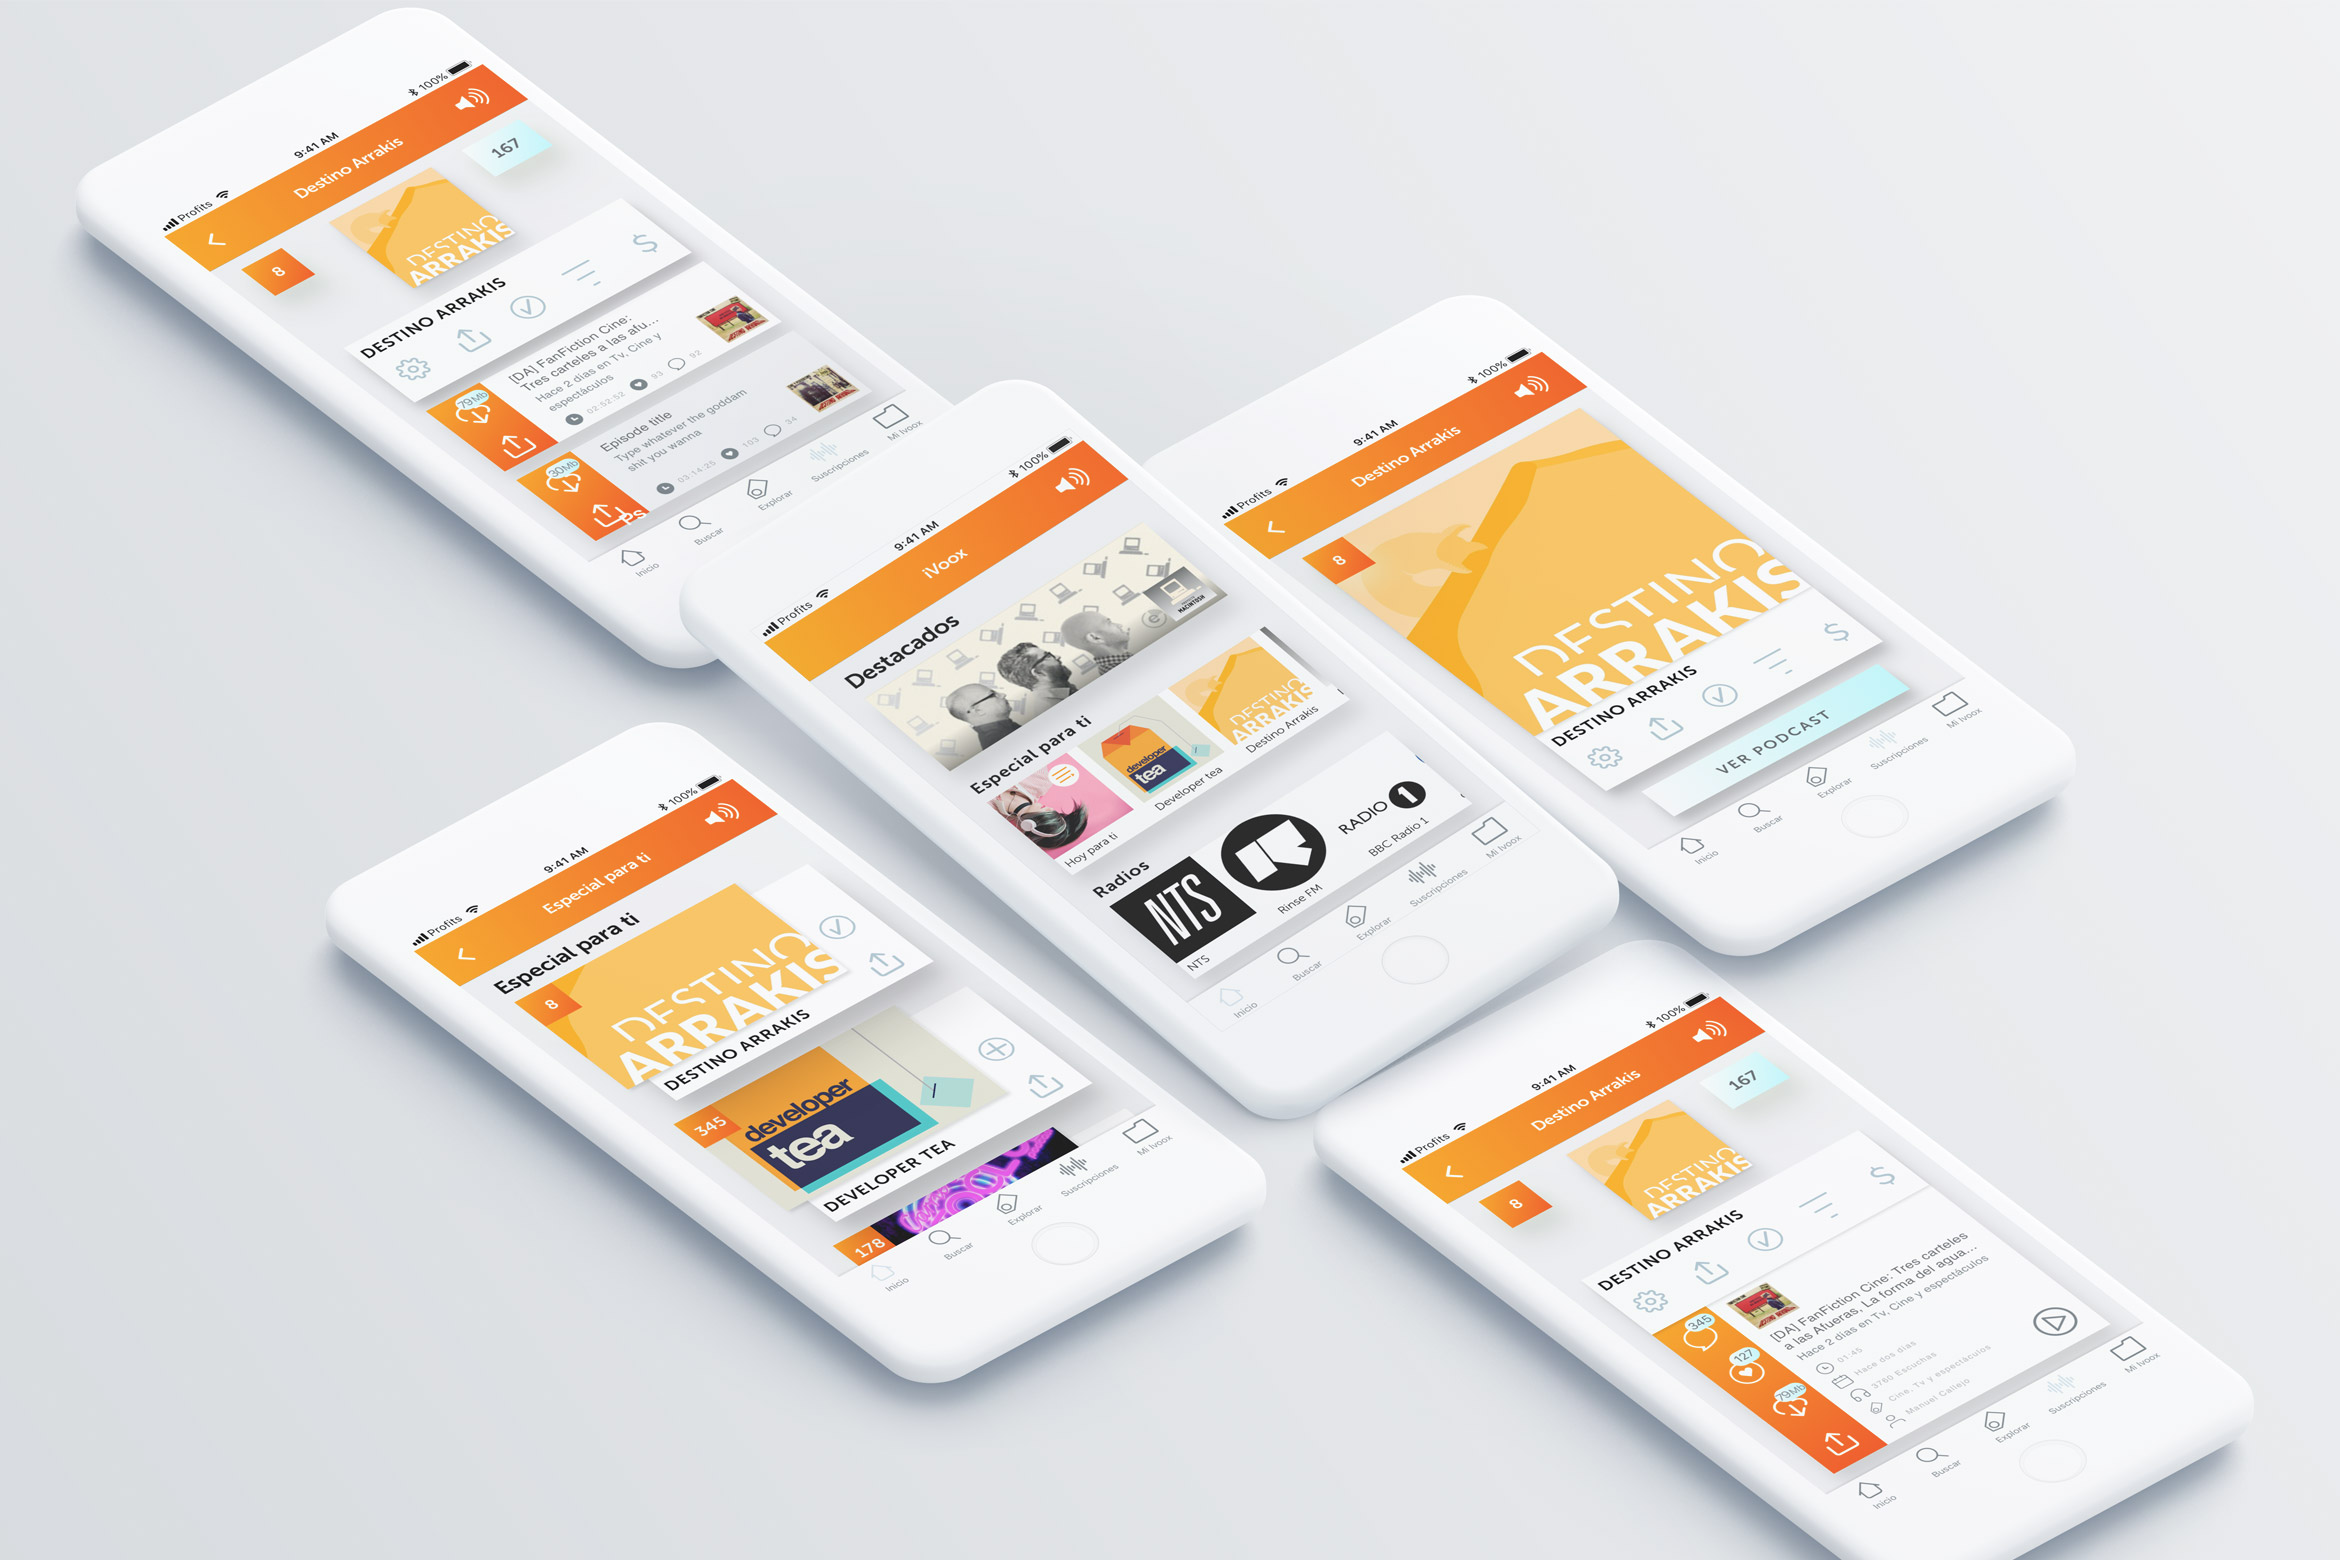 Profits
9:41 AM
100%
Destino Arrakis
8
167
DESTINO
ARRAKIS
DESTINO ARRAKIS
79Mb
[DA] FanFiction Cine:
Tres carteles a las afu...
Hace 2 días en Tv, Cine y
espectáculos
02:52:52
93
92
30Mb
Episode title
Type whatever the goddam
shit you wanna
03:14:25
103
34
Ps
Inicio
Buscar
Explorar
Suscripciones
Mi Ivoox
Profits
9:41 AM
100%
iVoox
Destacados
MACINTOSH
Especial para ti
developer
tea
DESTINO
ARRAKIS
Hoy para ti
Developer tea
Destino Arrakis
Radios
NTS
RADIO 1
NTS
Rinse FM
BBC Radio 1
Inicio
Buscar
Explorar
Suscripciones
Mi Ivoox
Profits
9:41 AM
100%
Destino Arrakis
8
DESTINO
ARRAKIS
DESTINO ARRAKIS
VER PODCAST
Inicio
Buscar
Explorar
Suscripciones
Mi Ivoox
Profits
9:41 AM
100%
Especial para ti
Especial para ti
8
DESTINO
ARRAKIS
DESTINO ARRAKIS
345
developer
tea
DEVELOPER TEA
178
Inicio
Buscar
Explorar
Suscripciones
Mi Ivoox
Profits
9:41 AM
100%
Destino Arrakis
8
167
DESTINO
ARRAKIS
DESTINO ARRAKIS
345
127
79Mb
[DA] FanFiction Cine: Tres carteles
a las Afueras, La forma del agua...
Hace 2 días en Tv, Cine y espectáculos
01:45
Hace dos días
3760 Escuchas
Cine, Tv y espectáculos
Manuel Callejo
Inicio
Buscar
Explorar
Suscripciones
Mi Ivoox